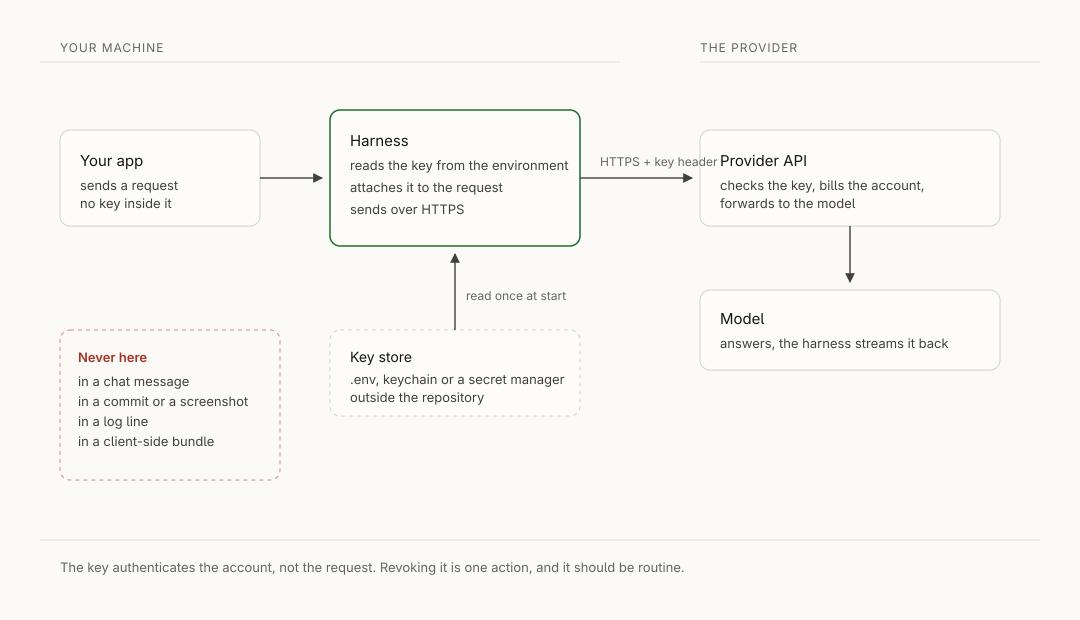 YOUR MACHINE
THE PROVIDER
Your app
sends a request
no key inside it
Harness
reads the key from the environment
attaches it to the request
sends over HTTPS
HTTPS + key header
Provider API
checks the key, bills the account,
forwards to the model
read once at start
Model
answers, the harness streams it back
Never here
in a chat message
in a commit or a screenshot
in a log line
in a client-side bundle
Key store
.env, keychain or a secret manager
outside the repository
The key authenticates the account, not the request. Revoking it is one action, and it should be routine.